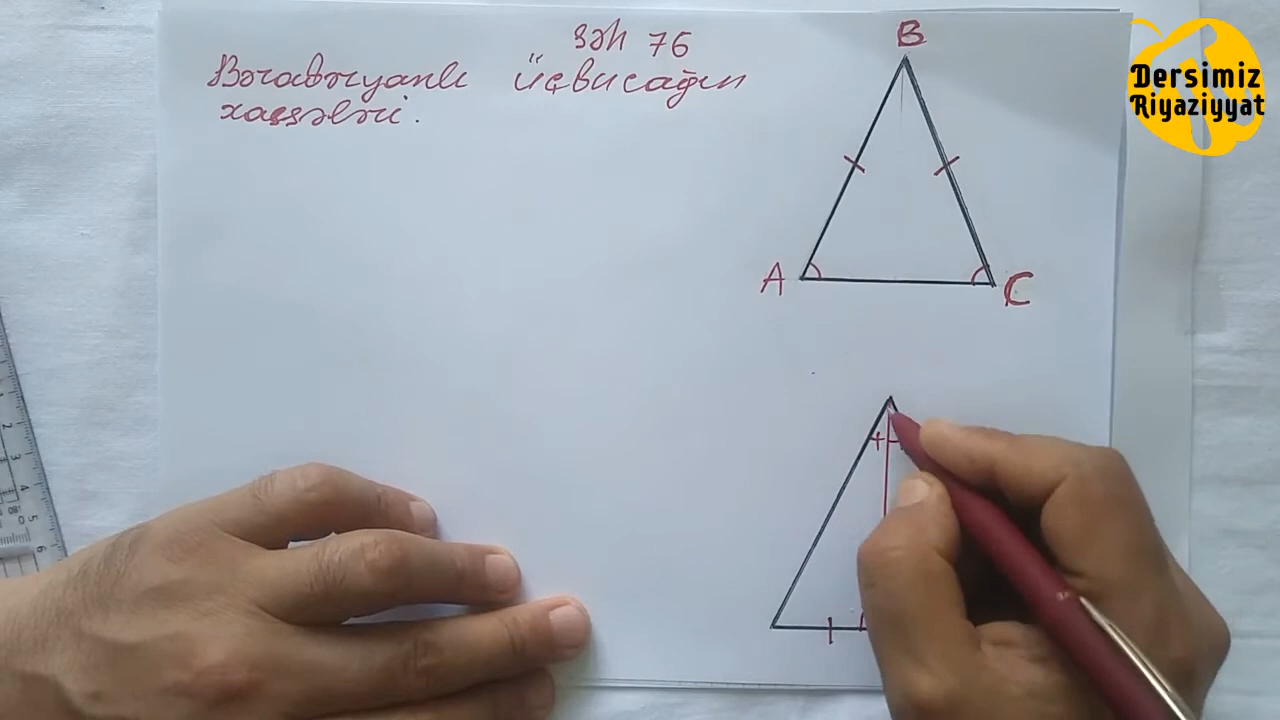 səh 76
Bərabəryanlı üçbucağın
xassələri.
B
A
C
Dersimiz
Riyaziyyat